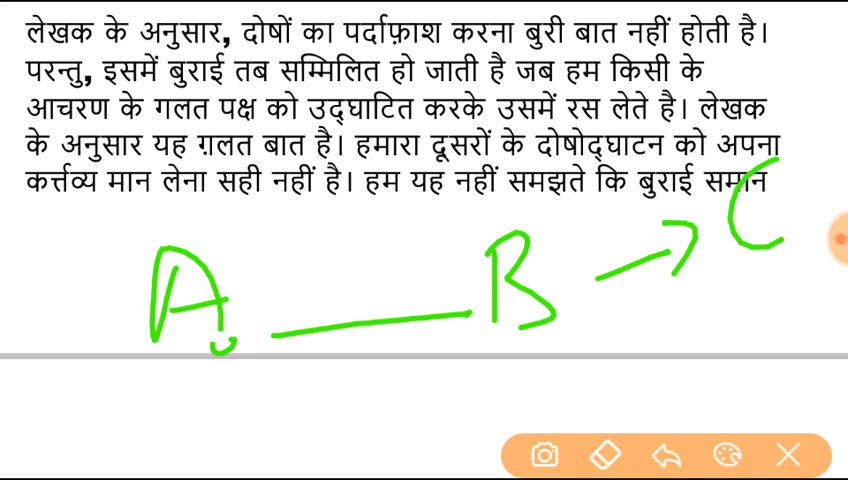 लेखक के अनुसार, दोषों का पर्दाफ़ाश करना बुरी बात नहीं होती है।
परन्तु, इसमें बुराई तब सम्मिलित हो जाती है जब हम किसी के
आचरण के गलत पक्ष को उद्घाटित करके उसमें रस लेते है। लेखक
के अनुसार यह ग़लत बात है। हमारा दूसरों के दोषोद्घाटन को अपना
कर्त्तव्य मान लेना सही नहीं है। हम यह नहीं समझते कि बुराई समान
A B C